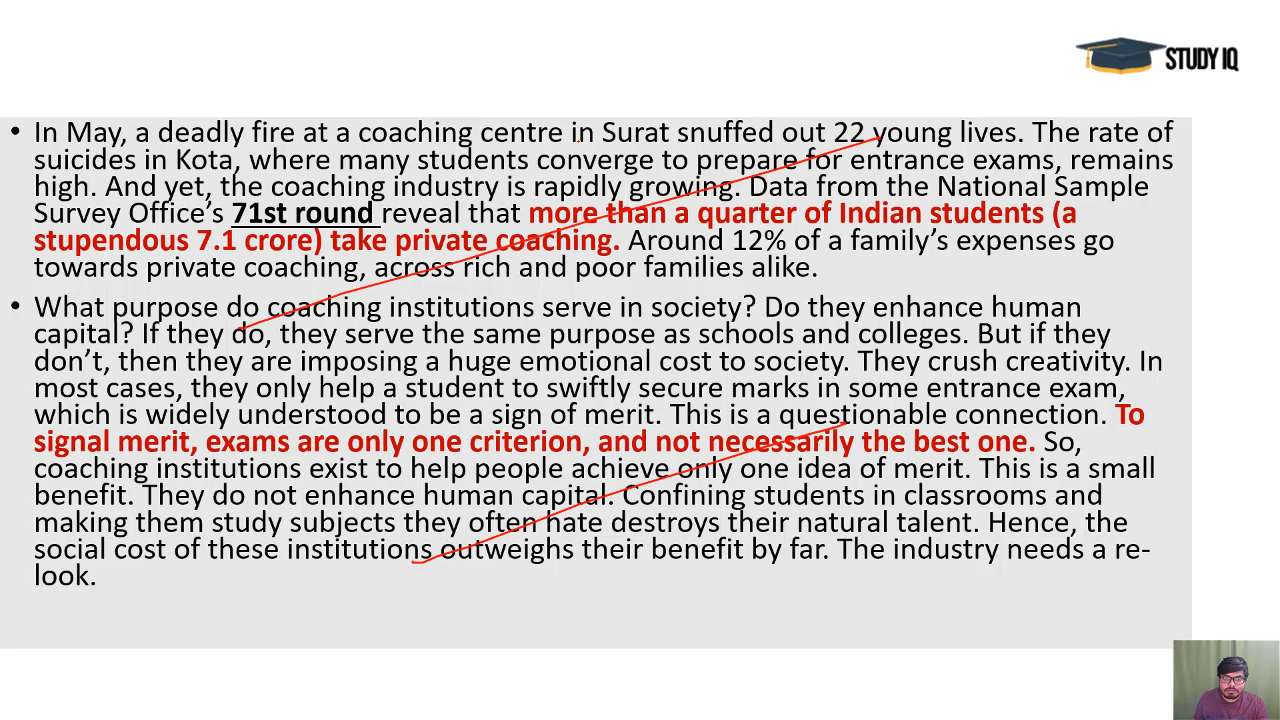 STUDY IQ
• In May, a deadly fire at a coaching centre in Surat snuffed out 22 young lives. The rate of
suicides in Kota, where many students converge to prepare for entrance exams, remains
high. And yet, the coaching industry is rapidly growing. Data from the National Sample
Survey Office’s 71st round reveal that more than a quarter of Indian students (a
stupendous 7.1 crore) take private coaching. Around 12% of a family’s expenses go
towards private coaching, across rich and poor families alike.
• What purpose do coaching institutions serve in society? Do they enhance human
capital? If they do, they serve the same purpose as schools and colleges. But if they
don’t, then they are imposing a huge emotional cost to society. They crush creativity. In
most cases, they only help a student to swiftly secure marks in some entrance exam,
which is widely understood to be a sign of merit. This is a questionable connection. To
signal merit, exams are only one criterion, and not necessarily the best one. So,
coaching institutions exist to help people achieve only one idea of merit. This is a small
benefit. They do not enhance human capital. Confining students in classrooms and
making them study subjects they often hate destroys their natural talent. Hence, the
social cost of these institutions outweighs their benefit by far. The industry needs a re-
look.